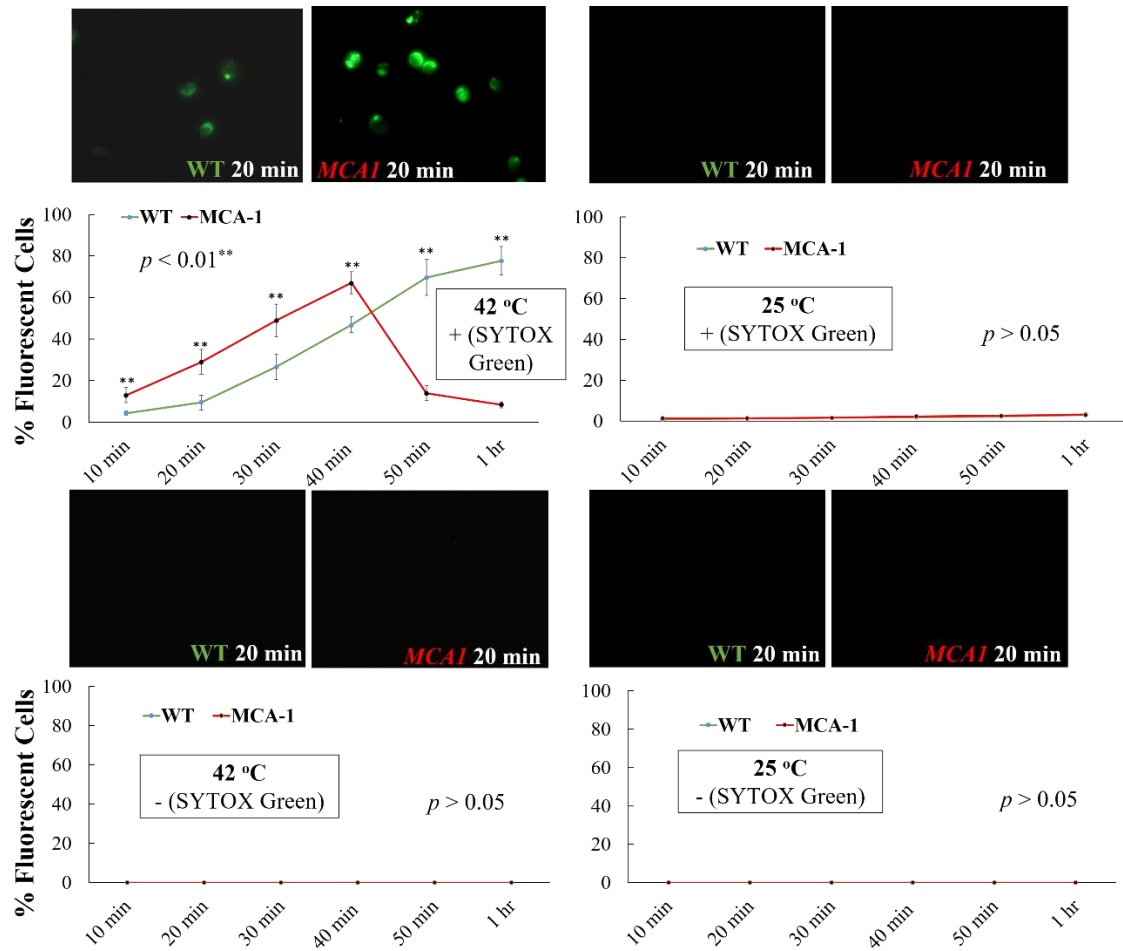 WT 20 min
MCA1 20 min
WT 20 min
MCA1 20 min
% Fluorescent Cells
100
80
60
40
20
0
WT MCA-1
p < 0.01**
**
**
**
**
**
**
42 °C
+ (SYTOX
Green)
10 min
20 min
30 min
40 min
50 min
1 hr
100
80
60
40
20
0
WT MCA-1
25 °C
+ (SYTOX Green)
p > 0.05
10 min
20 min
30 min
40 min
50 min
1 hr
WT 20 min
MCA1 20 min
WT 20 min
MCA1 20 min
% Fluorescent Cells
100
80
60
40
20
0
WT MCA-1
42 °C
- (SYTOX Green)
p > 0.05
10 min
20 min
30 min
40 min
50 min
1 hr
100
80
60
40
20
0
WT MCA-1
25 °C
- (SYTOX Green)
p > 0.05
10 min
20 min
30 min
40 min
50 min
1 hr